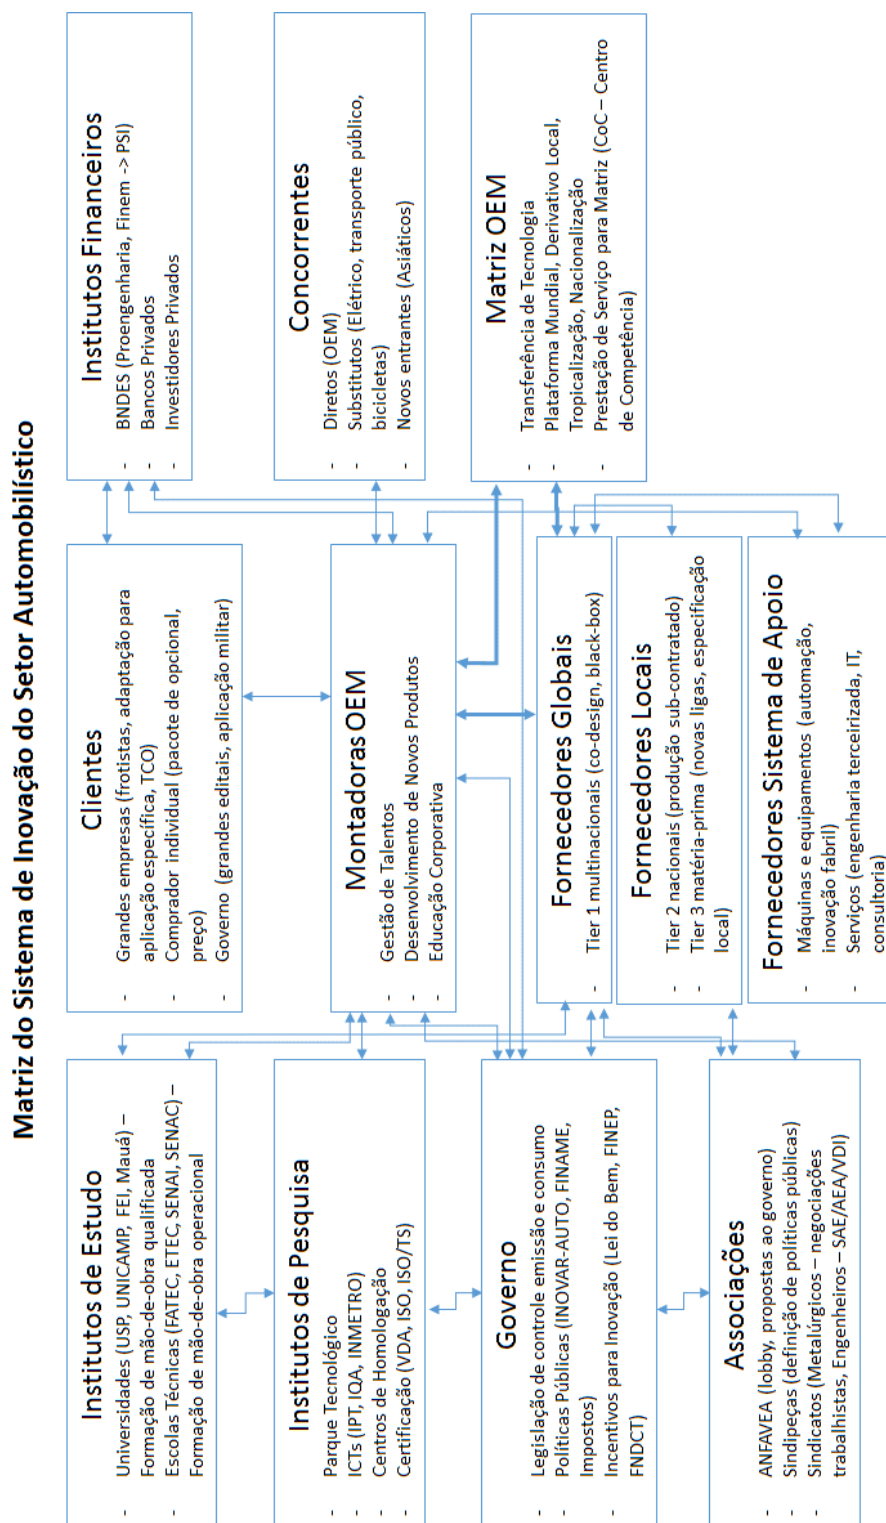 Matriz do Sistema de Inovação do Setor Automobilístico
Institutos de Estudo
- Universidades (USP, UNICAMP, FEI, Mauá) –
Formação de mão-de-obra qualificada
- Escolas Técnicas (FATEC, ETEC, SENAI, SENAC) –
Formação de mão-de-obra operacional
Institutos de Pesquisa
- Parque Tecnológico
- ICTs (IPT, IQA, INMETRO)
- Centros de Homologação
- Certificação (VDA, ISO, ISO/TS)
Governo
- Legislação de controle emissão e consumo
- Políticas Públicas (INOVAR-AUTO, FINAME,
Impostos)
- Incentivos para Inovação (Lei do Bem, FINEP,
FNDCT)
Associações
- ANFAVEA (lobby, propostas ao governo)
- Sindipeças (definição de políticas públicas)
- Sindicatos (Metalúrgicos – negociações
trabalhistas, Engenheiros – SAE/AEA/VDI)
Clientes
- Grandes empresas (frotistas, adaptação para
aplicação específica, TCO)
- Comprador individual (pacote de opcional,
preço)
- Governo (grandes editais, aplicação militar)
Montadoras OEM
- Gestão de Talentos
- Desenvolvimento de Novos Produtos
- Educação Corporativa
Fornecedores Globais
- Tier 1 multinacionais (co-design, black-box)
Fornecedores Locais
- Tier 2 nacionais (produção sub-contratado)
- Tier 3 matéria-prima (novas ligas, especificação
local)
Fornecedores Sistema de Apoio
- Máquinas e equipamentos (automação,
inovação fabril)
- Serviços (engenharia terceirizada, IT,
consultoria)
Institutos Financeiros
- BNDES (Proengenharia, Finem -> PSI)
- Bancos Privados
- Investidores Privados
Concorrentes
- Diretos (OEM)
- Substitutos (Elétrico, transporte público,
bicicletas)
- Novos entrantes (Asiáticos)
Matriz OEM
- Transferência de Tecnologia
- Plataforma Mundial, Derivativo Local,
Tropicalização, Nacionalização
- Prestação de Serviço para Matriz (CoC – Centro
de Competência)